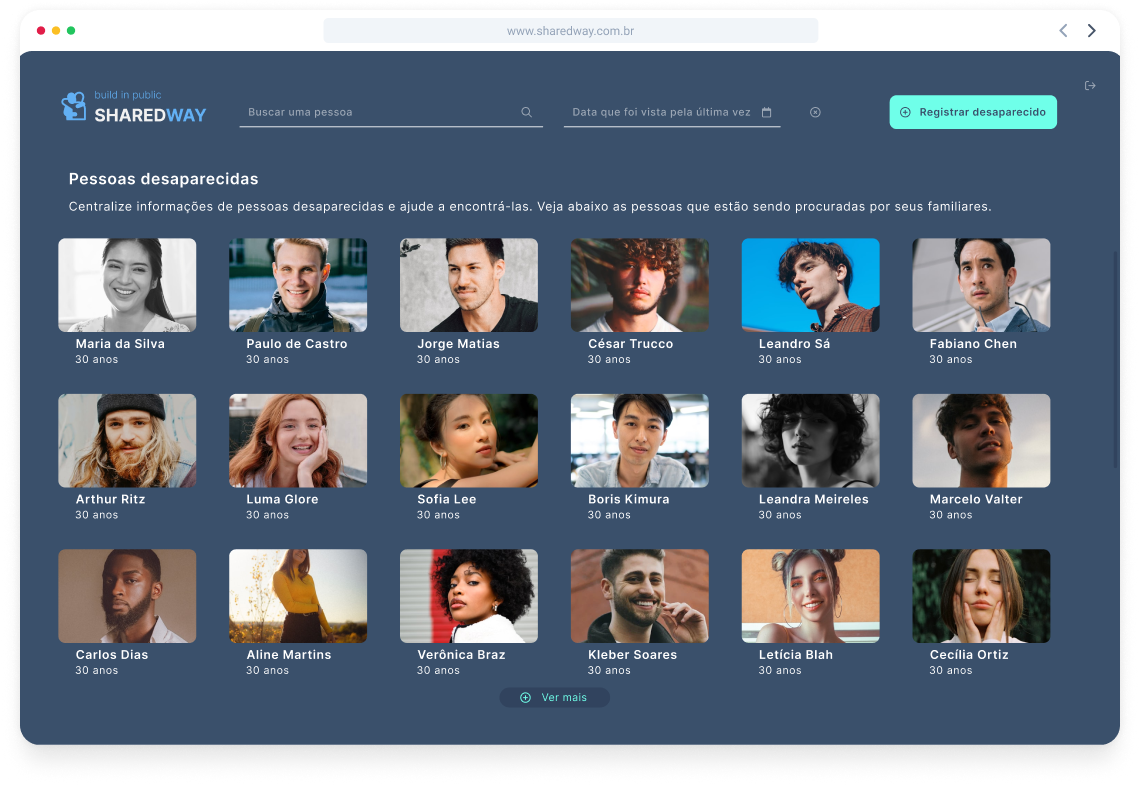 www.sharedway.com.br
build in public
SHAREDWAY
Buscar uma pessoa
Data que foi vista pela última vez
Registrar desaparecido
Pessoas desaparecidas
Centralize informações de pessoas desaparecidas e ajude a encontrá-las. Veja abaixo as pessoas que estão sendo procuradas por seus familiares.
Maria da Silva
30 anos
Paulo de Castro
30 anos
Jorge Matias
30 anos
César Trucco
30 anos
Leandro Sá
30 anos
Fabiano Chen
30 anos
Arthur Ritz
30 anos
Luma Glore
30 anos
Sofia Lee
30 anos
Boris Kimura
30 anos
Leandra Meireles
30 anos
Marcelo Valter
30 anos
Carlos Dias
30 anos
Aline Martins
30 anos
Verônica Braz
30 anos
Kleber Soares
30 anos
Letícia Blah
30 anos
Cecília Ortiz
30 anos
Ver mais